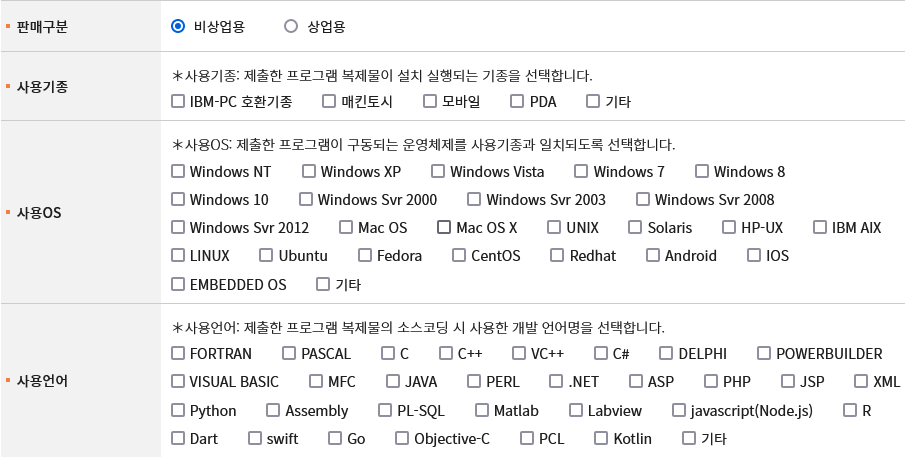 판매구분
비상업용 상업용
사용기종
*사용기종: 제출한 프로그램 복제물이 설치 실행되는 기종을 선택합니다.
IBM-PC 호환기종 매킨토시 모바일 PDA 기타
사용OS
*사용OS: 제출한 프로그램이 구동되는 운영체제를 사용기종과 일치되도록 선택합니다.
Windows NT Windows XP Windows Vista Windows 7 Windows 8
Windows 10 Windows Svr 2000 Windows Svr 2003 Windows Svr 2008
Windows Svr 2012 Mac OS Mac OS X UNIX Solaris HP-UX IBM AIX
LINUX Ubuntu Fedora CentOS Redhat Android IOS
EMBEDDED OS 기타
사용언어
*사용언어: 제출한 프로그램 복제물의 소스코딩 시 사용한 개발 언어명을 선택합니다.
FORTRAN PASCAL C C++ VC++ C# DELPHI POWERBUILDER
VISUAL BASIC MFC JAVA PERL .NET ASP PHP JSP XML
Python Assembly PL-SQL Matlab Labview javascript(Node.js) R
Dart swift Go Objective-C PCL Kotlin 기타